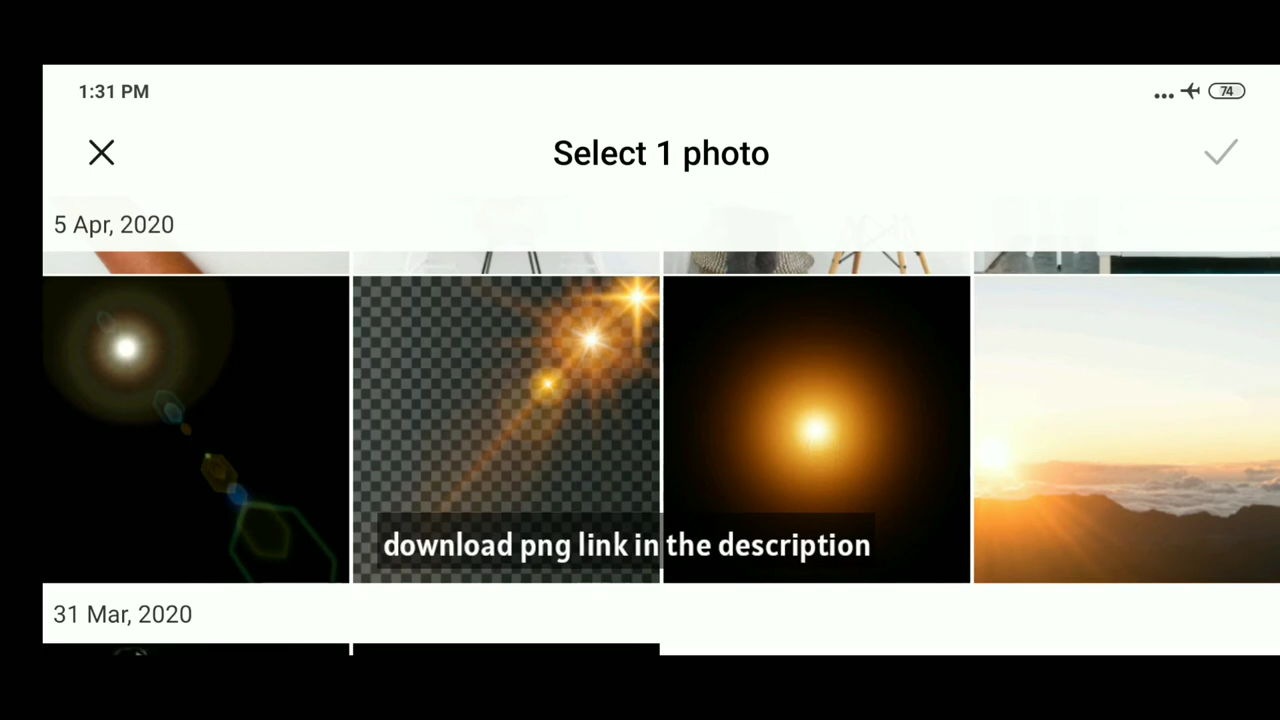 1:31 PM
74
Select 1 photo
5 Apr, 2020
download png link in the description
31 Mar, 2020